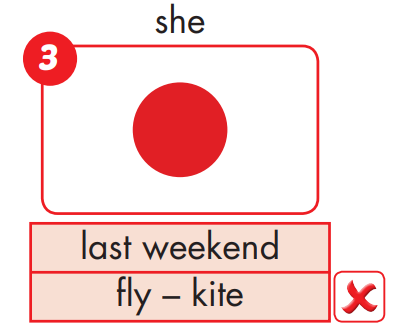 she
3
last weekend
fly – kite